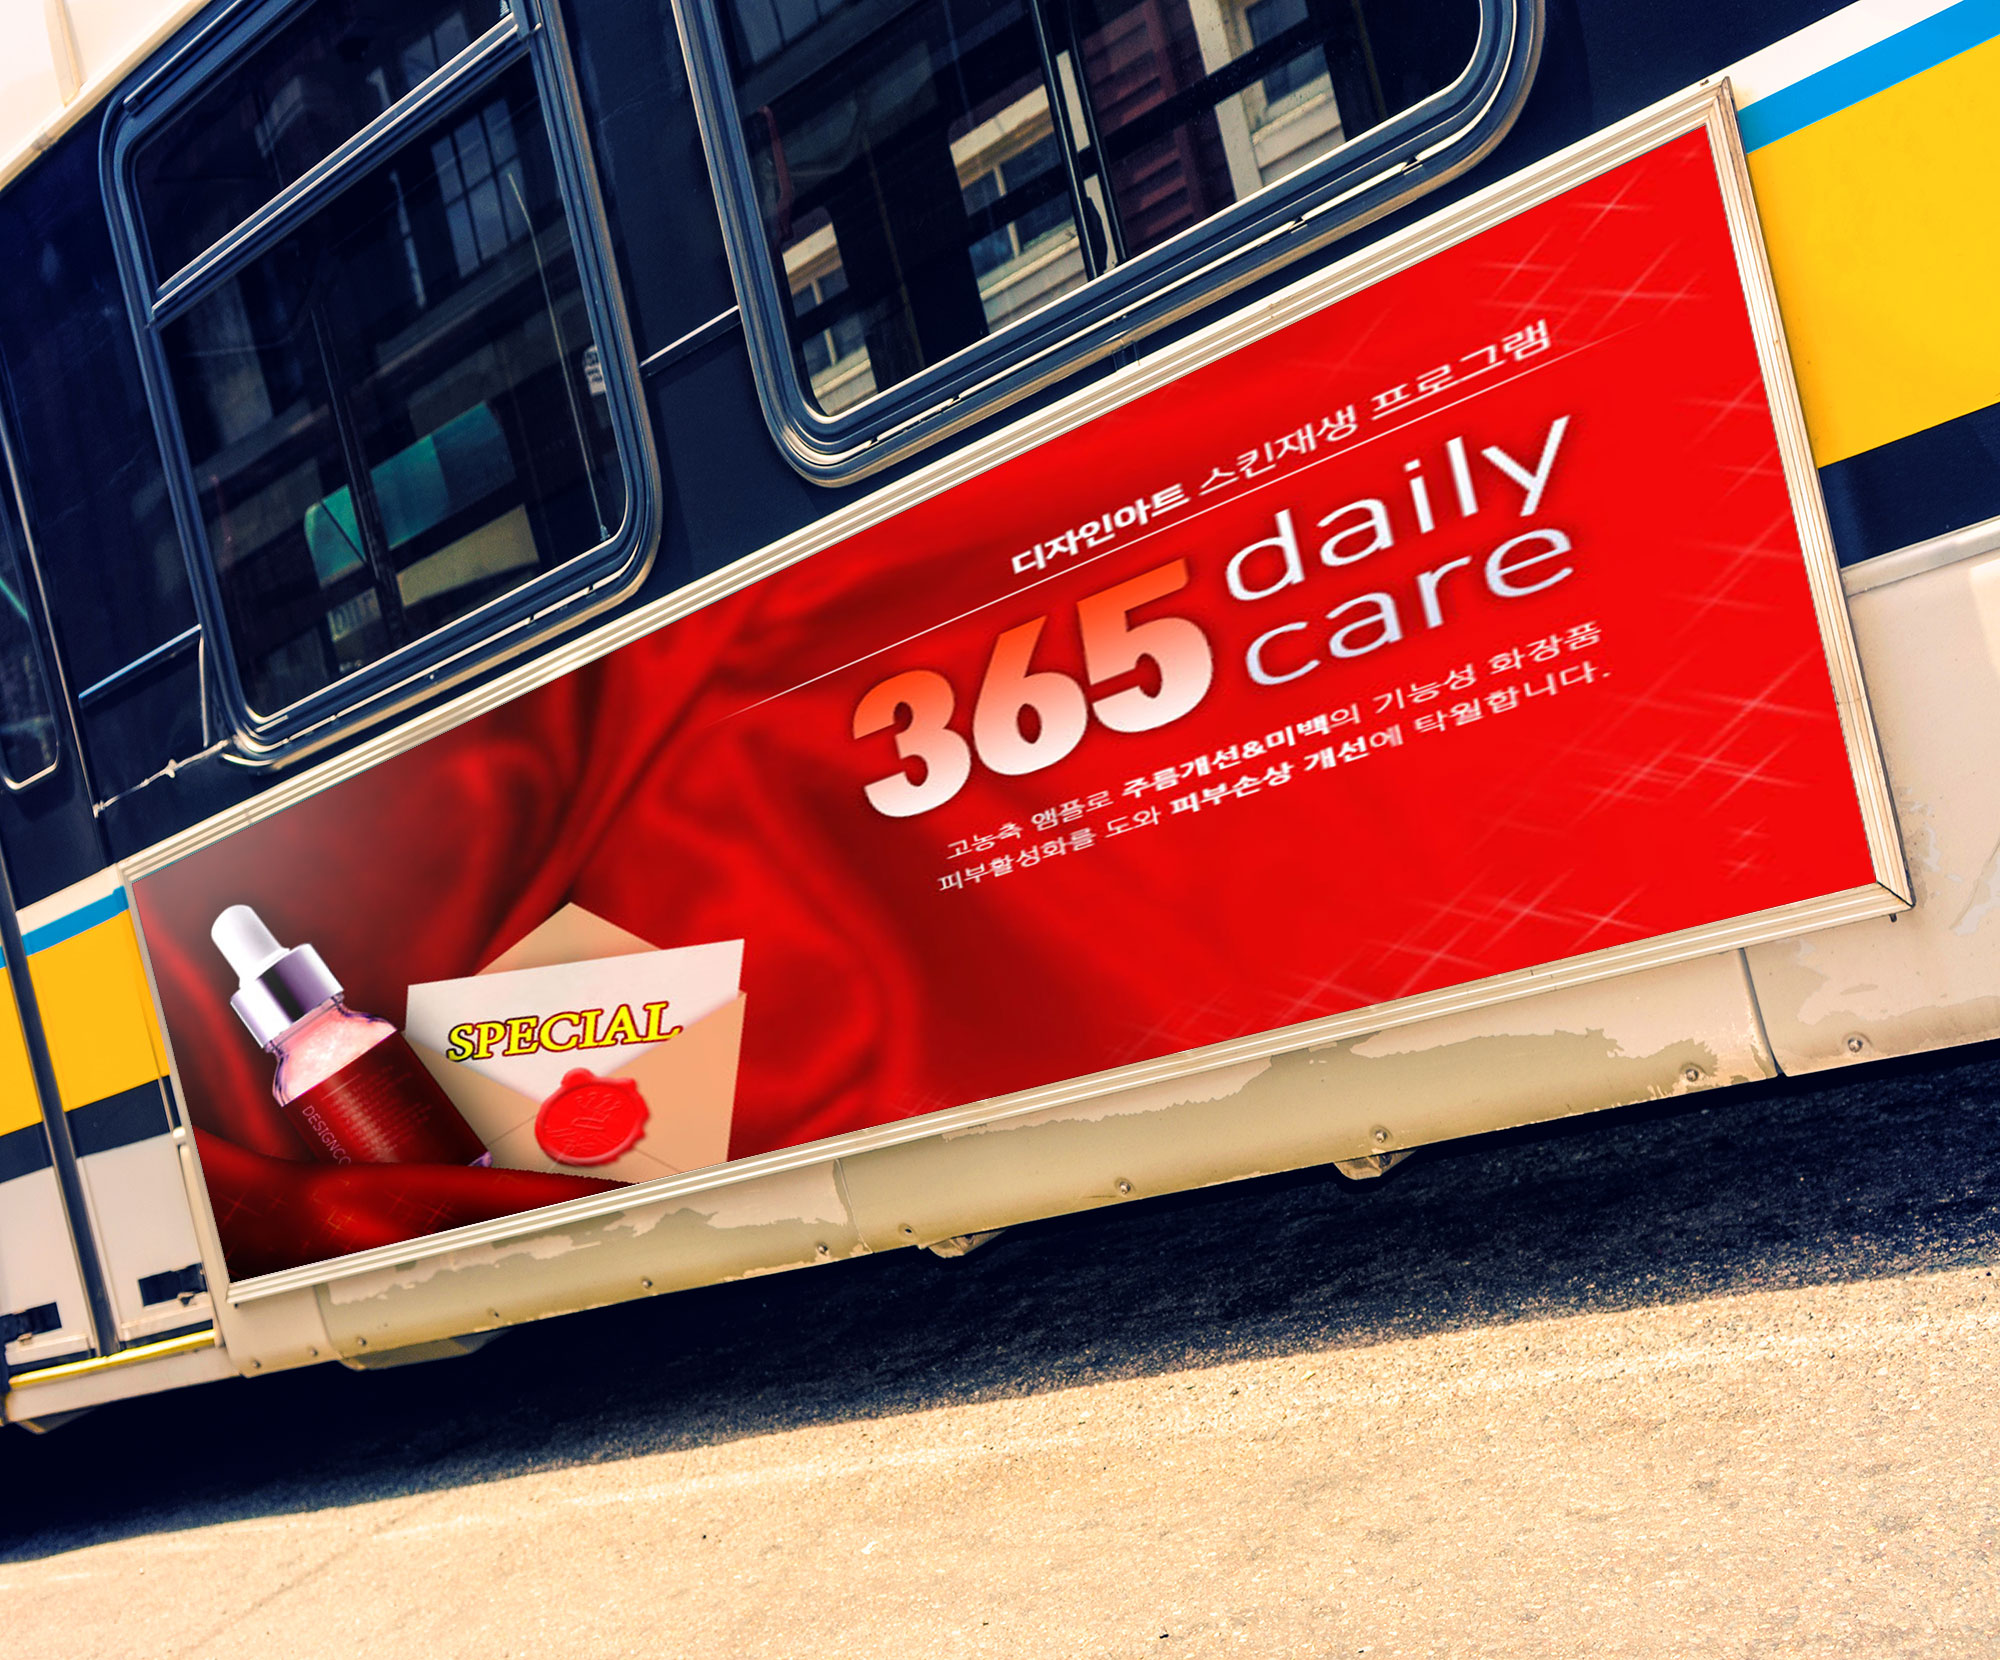 디자인아트 스킨재생 프로그램
365 daily
care
고농축 앰플로 주름개선&미백의 기능성 화장품
피부활성화를 도와 피부손상 개선에 탁월합니다.
SPECIAL